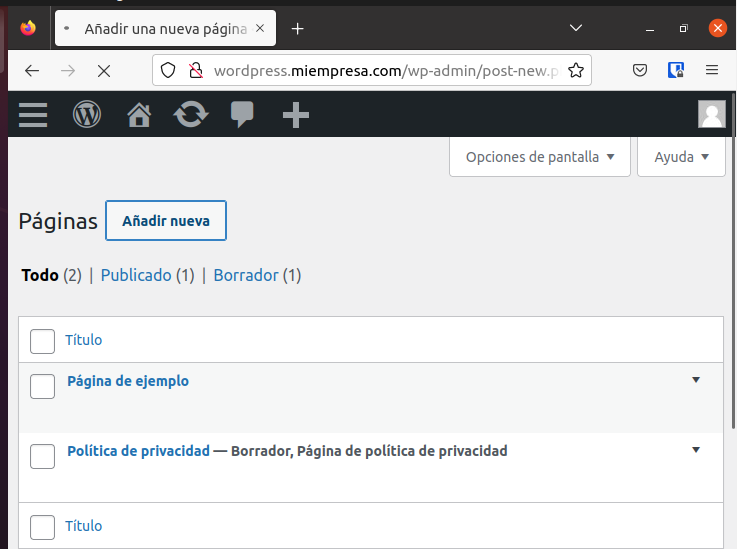 Añadir una nueva página
wordpress.miempresa.com/wp-admin/post-new.p
Opciones de pantalla
Ayuda
Páginas
Añadir nueva
Todo (2) | Publicado (1) | Borrador (1)
Título
Página de ejemplo
Política de privacidad — Borrador, Página de política de privacidad
Título